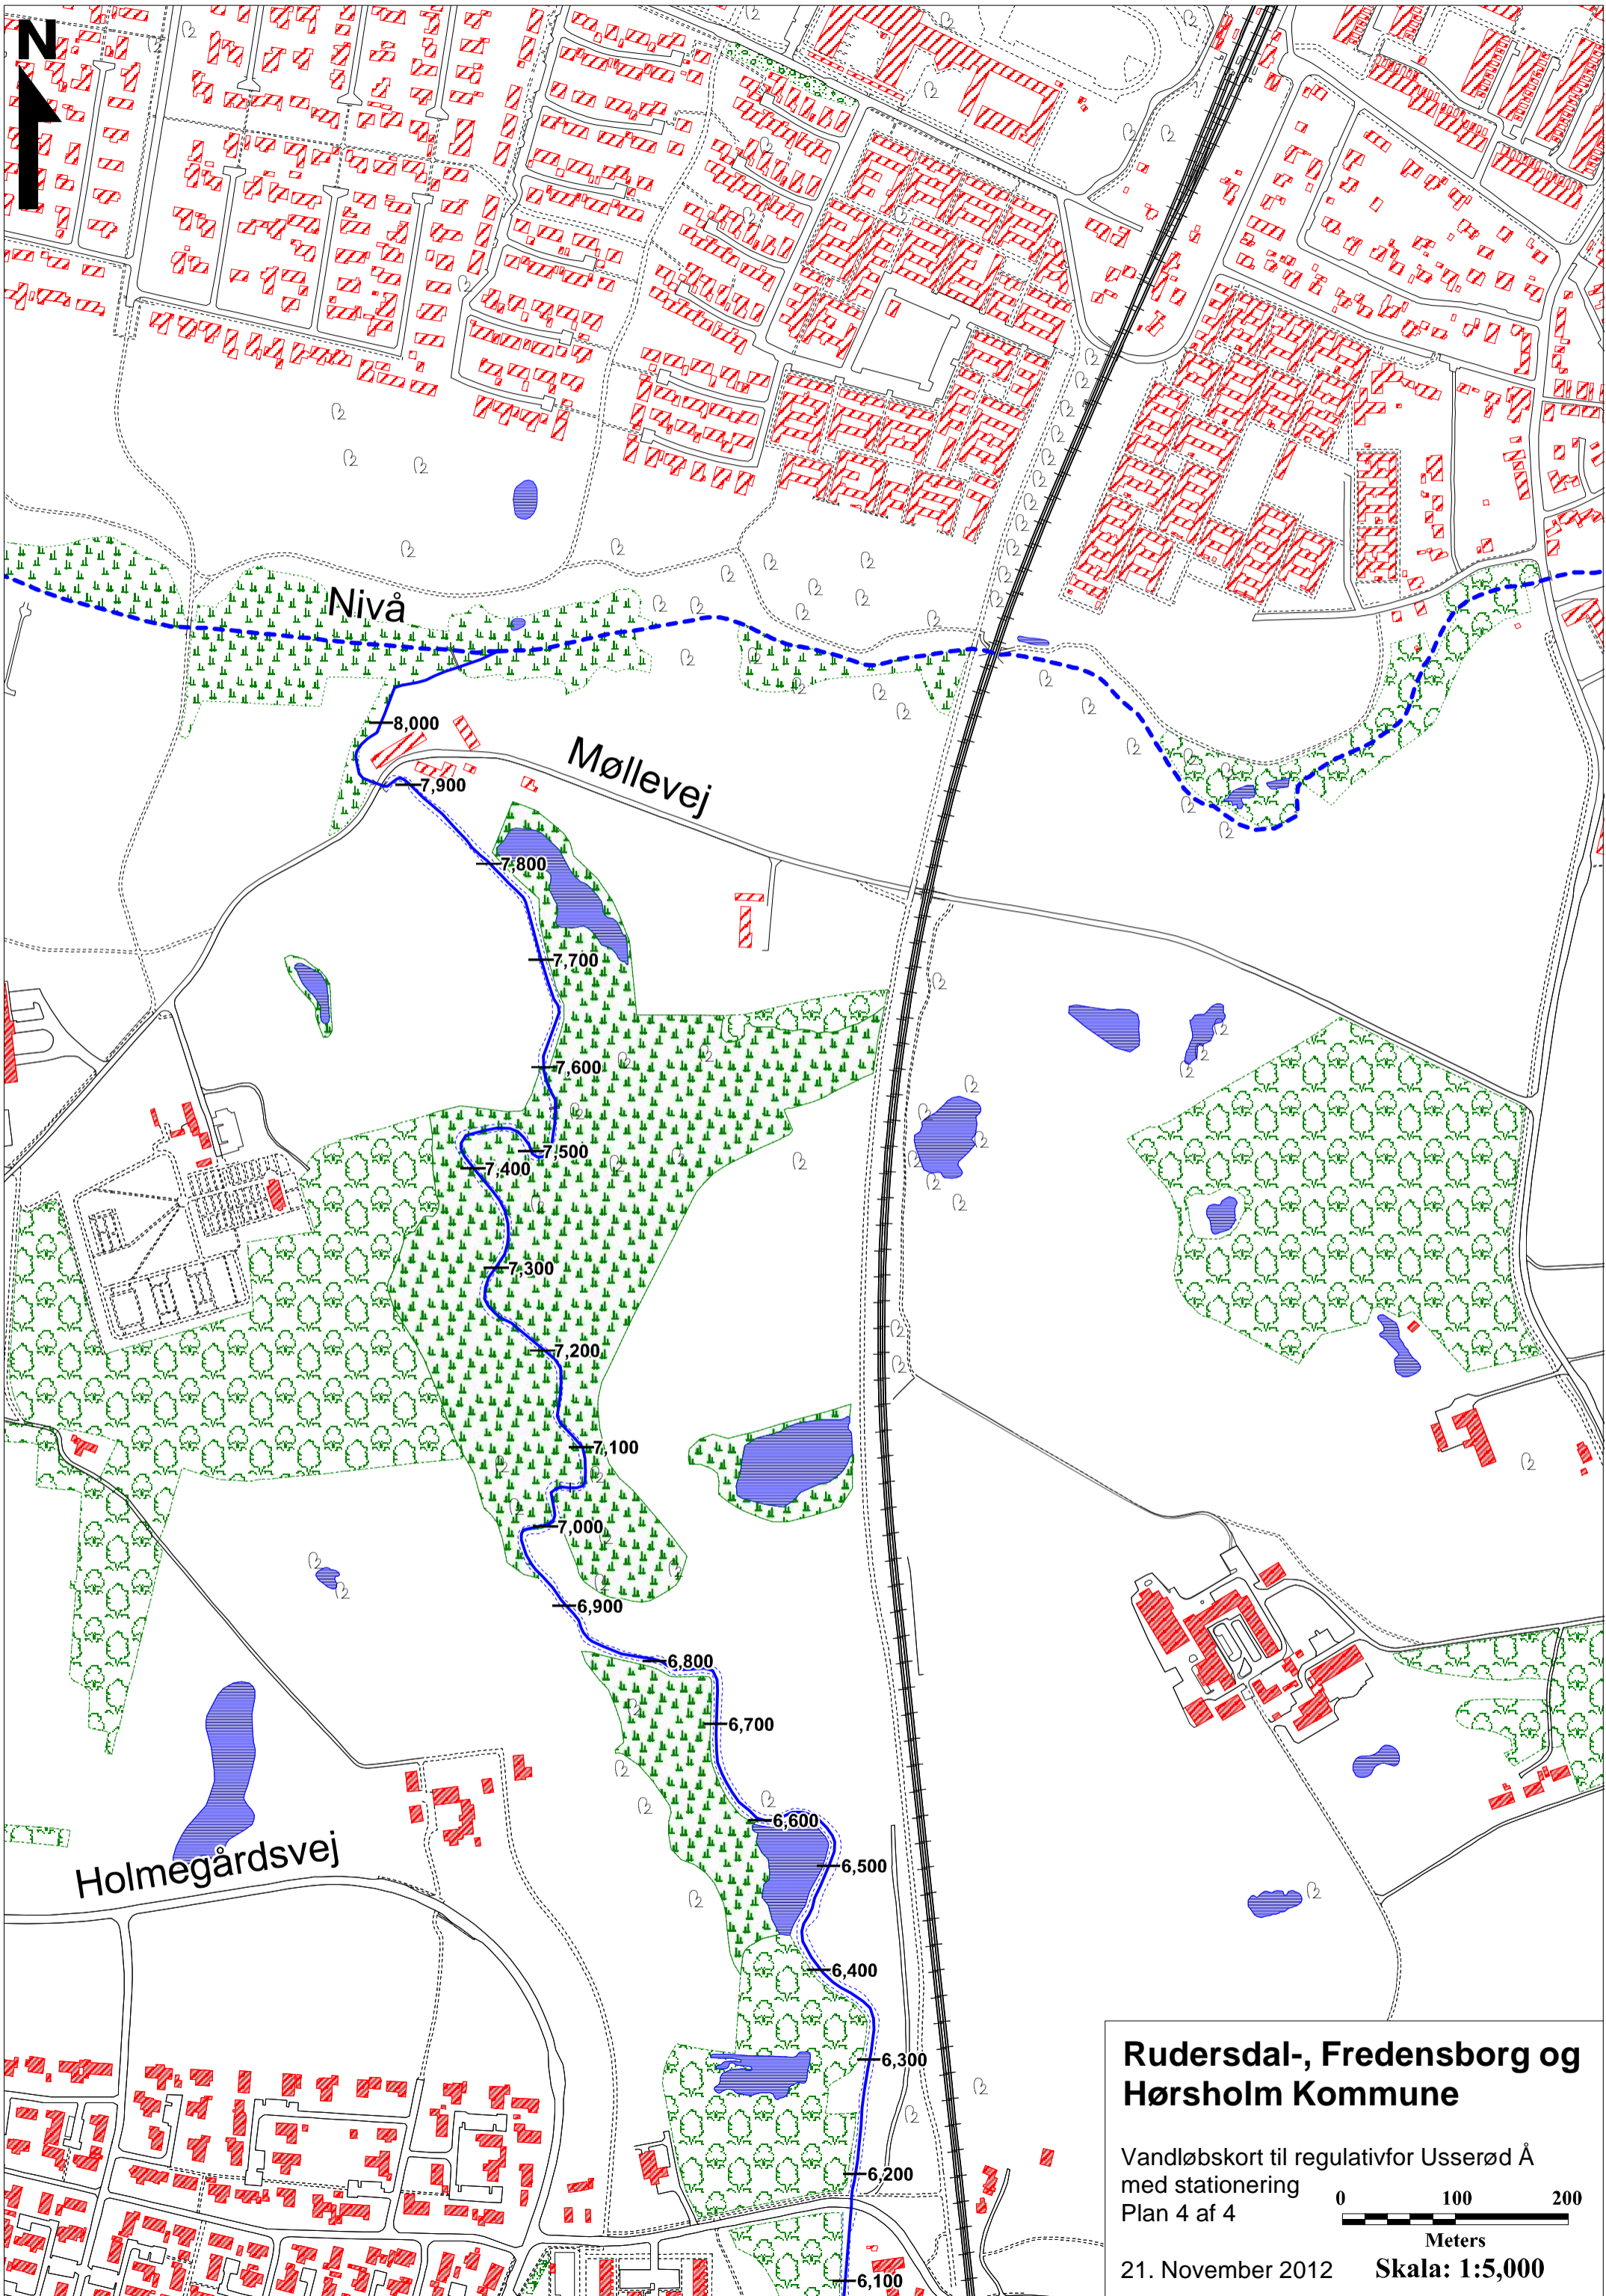 N
Nivå
8,000
Møllevej
7,900
7,800
7,700
7,600
7,500
7,400
7,300
7,200
7,100
7,000
6,900
6,800
6,700
6,600
6,500
Holmegårdsvej
6,400
6,300
6,200
6,100
Rudersdal-, Fredensborg og
Hørsholm Kommune
Vandløbskort til regulativfor Usserød Å
med stationering
Plan 4 af 4
0 100 200
Meters
21. November 2012
Skala: 1:5,000